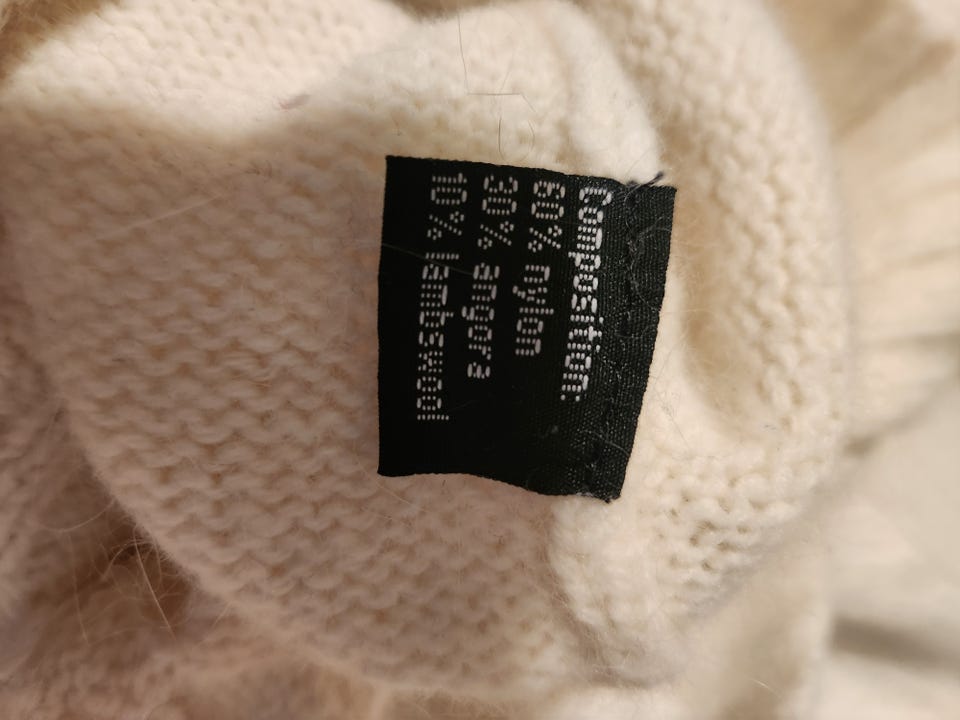 Composition:
60% nylon
30% angora
10% lambswool